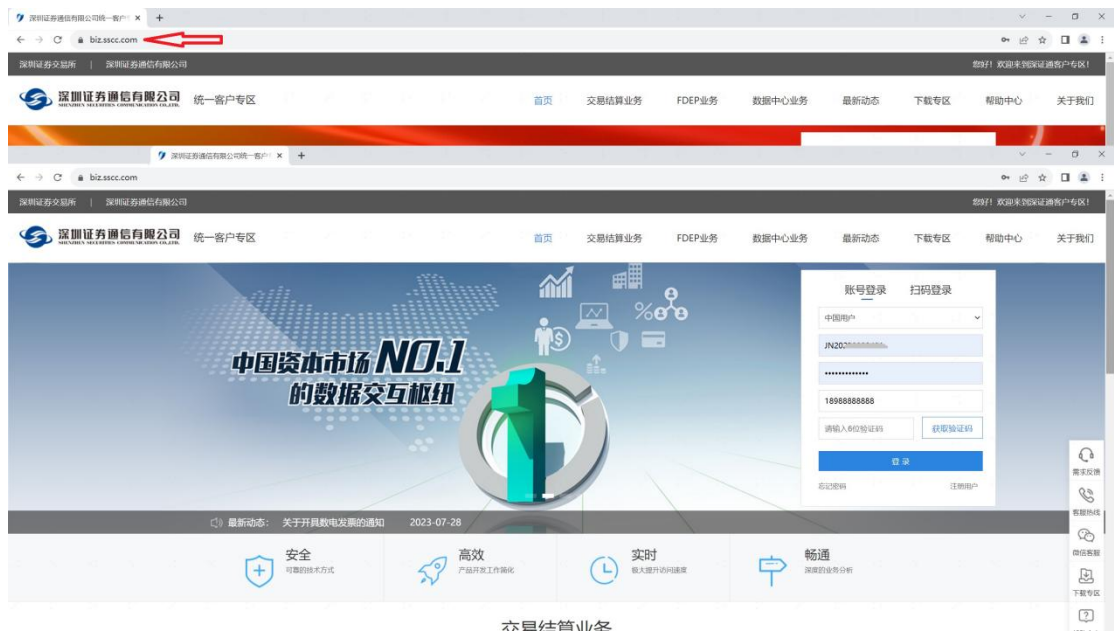 深圳证券通信有限公司统一客户
biz.sscc.com
深圳证券交易所 | 深圳证券通信有限公司
您好！欢迎来到深证通客户专区！
深圳证券通信有限公司
SHENZHEN SECURITIES COMMUNICATION CO.,LTD.
统一客户专区
首页 交易结算业务 FDEP业务 数据中心业务 最新动态 下载专区 帮助中心 关于我们
深圳证券通信有限公司统一客户
biz.sscc.com
深圳证券交易所 | 深圳证券通信有限公司
您好！欢迎来到深证通客户专区！
深圳证券通信有限公司
SHENZHEN SECURITIES COMMUNICATION CO.,LTD.
统一客户专区
首页 交易结算业务 FDEP业务 数据中心业务 最新动态 下载专区 帮助中心 关于我们
中国资本市场 NO.1
的数据交互枢纽
账号登录 扫码登录
中国用户
JN20
18988888888
请输入6位验证码 获取验证码
登 录
忘记密码 注册用户
需求反馈
客服热线
微信客服
下载专区
最新动态： 关于开具数电发票的通知 2023-07-28
安全
可靠的技术方式
高效
产品开发工作简化
实时
极大提升访问速度
畅通
深度的业务分析
交易结算业务